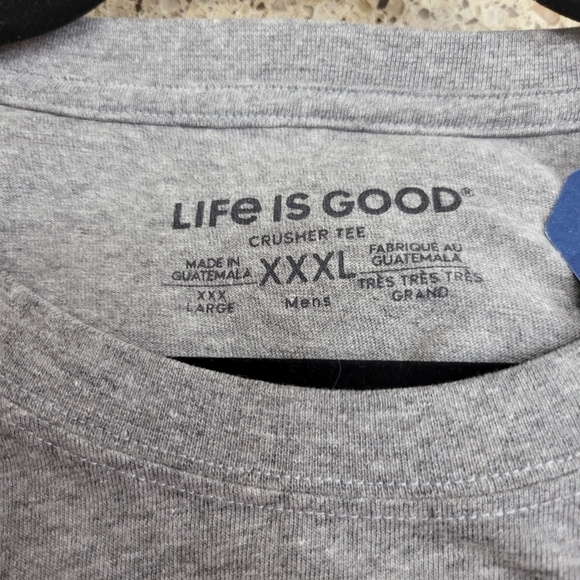 LIFe IS GOOD®
CRUSHER TEE
MADE IN
GUATEMALA
XXX
LARGE
XXXL
Mens
FABRIQUE AU
GUATEMALA
TRÈS TRÈS TRÈS
GRAND